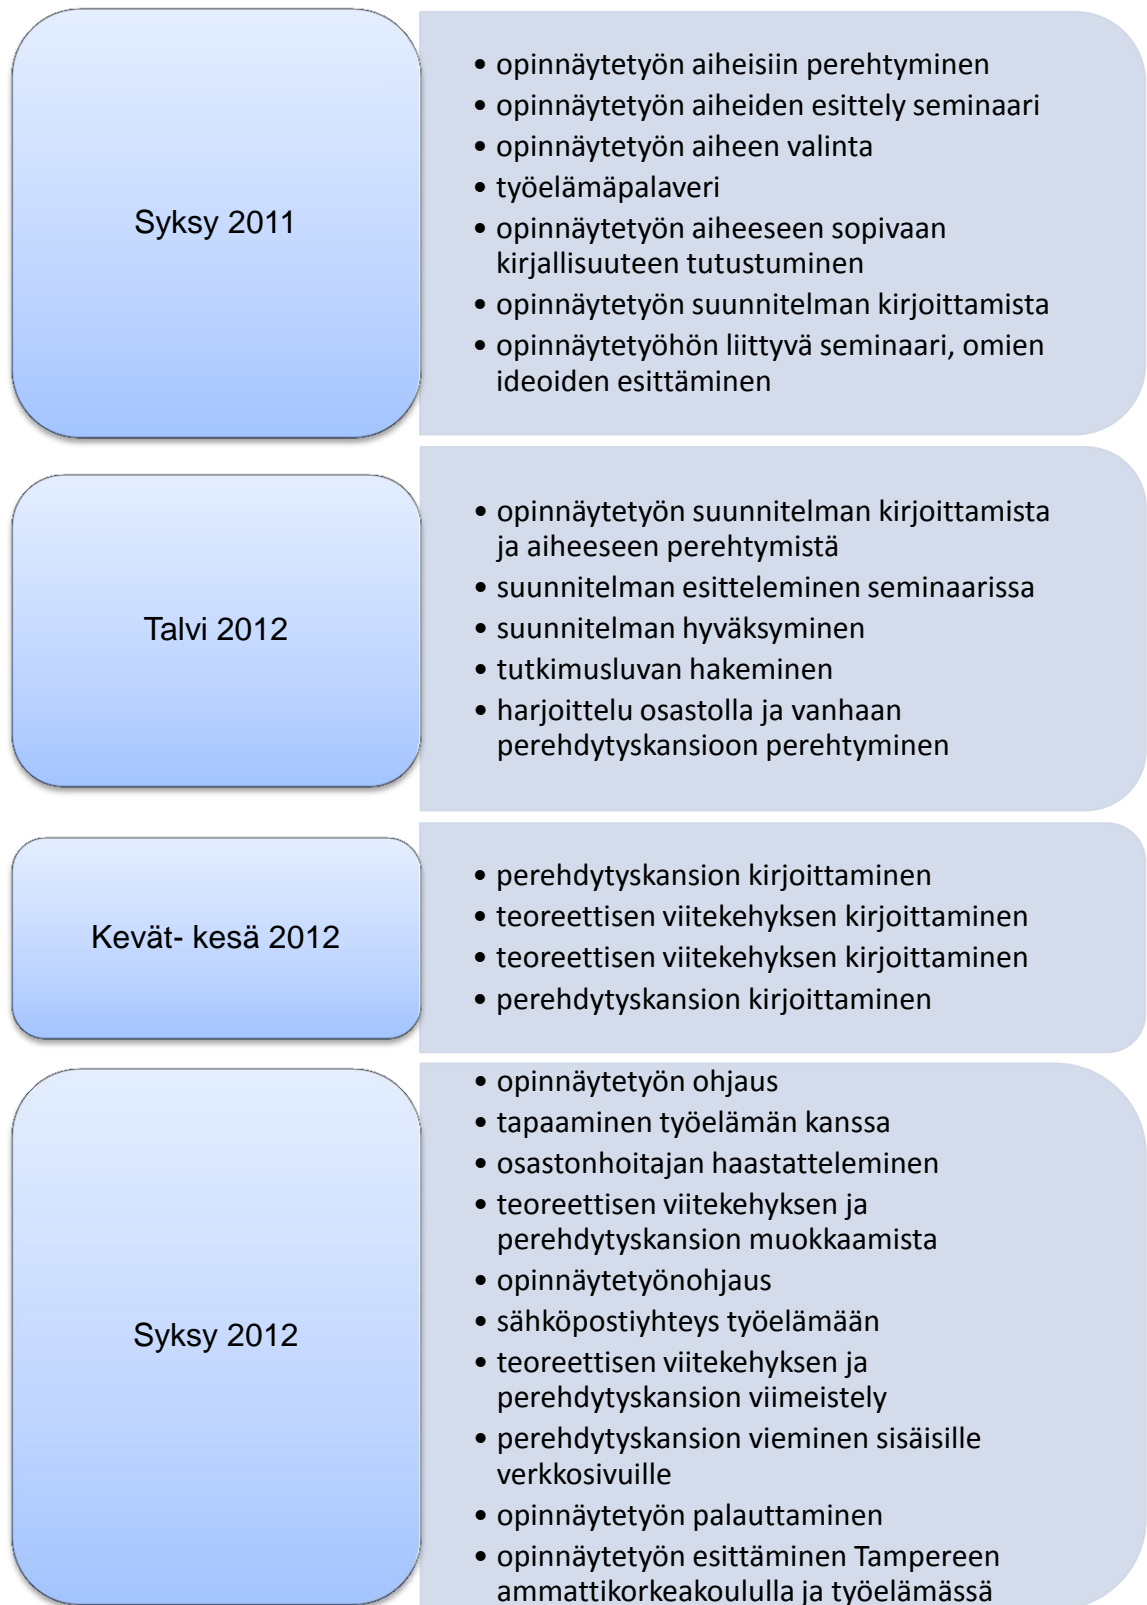 Syksy 2011
• opinnäytetyön aiheisiin perehtyminen
• opinnäytetyön aiheiden esittely seminaari
• opinnäytetyön aiheen valinta
• työelämäpalaveri
• opinnäytetyön aiheeseen sopivaan
kirjallisuuteen tutustuminen
• opinnäytetyön suunnitelman kirjoittamista
• opinnäytetyöhön liittyvä seminaari, omien
ideoiden esittäminen
Talvi 2012
• opinnäytetyön suunnitelman kirjoittamista
ja aiheeseen perehtymistä
• suunnitelman esitteleminen seminaarissa
• suunnitelman hyväksyminen
• tutkimusluvan hakeminen
• harjoittelu osastolla ja vanhaan
perehdytyskansioon perehtyminen
Kevät- kesä 2012
• perehdytyskansion kirjoittaminen
• teoreettisen viitekehyksen kirjoittaminen
• teoreettisen viitekehyksen kirjoittaminen
• perehdytyskansion kirjoittaminen
Syksy 2012
• opinnäytetyön ohjaus
• tapaaminen työelämän kanssa
• osastonhoitajan haastatteleminen
• teoreettisen viitekehyksen ja
perehdytyskansion muokkaamista
• opinnäytetyönohjaus
• sähköpostiyhteys työelämään
• teoreettisen viitekehyksen ja
perehdytyskansion viimeistely
• perehdytyskansion vieminen sisäisille
verkkosivuille
• opinnäytetyön palauttaminen
• opinnäytetyön esittäminen Tampereen
ammattikorkeakoululla ja työelämässä